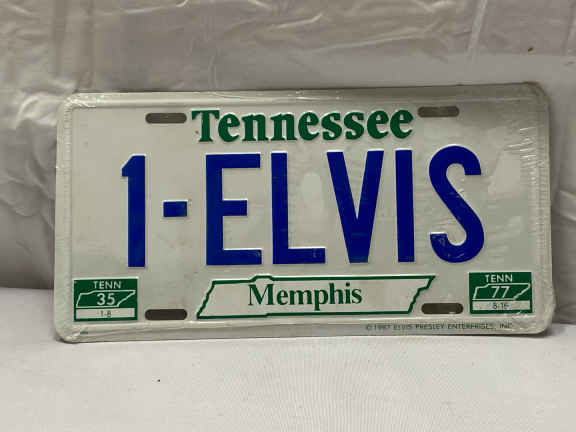 Tennessee
1-ELVIS
TENN
35
1-8
Memphis
TENN
77
8-16
© 1987 ELVIS PRESLEY ENTERPRISES, INC.